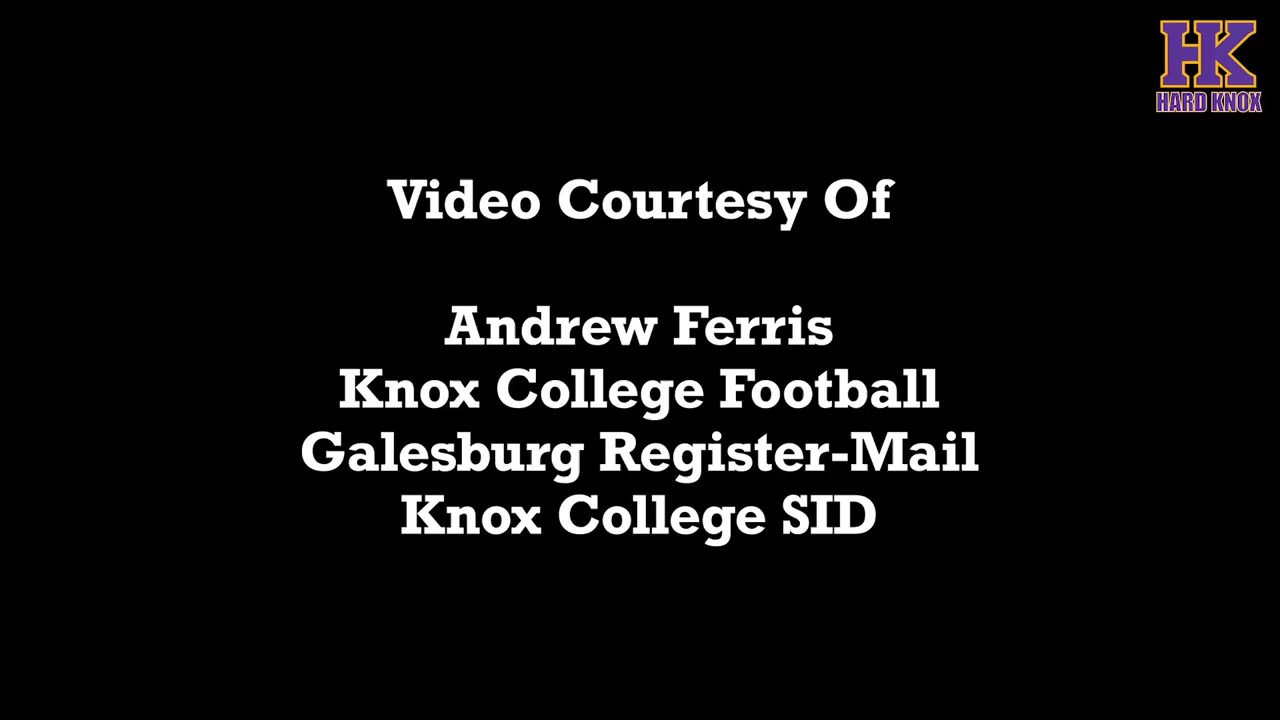 HK
HARD KNOX
Video Courtesy Of
Andrew Ferris
Knox College Football
Galesburg Register-Mail
Knox College SID